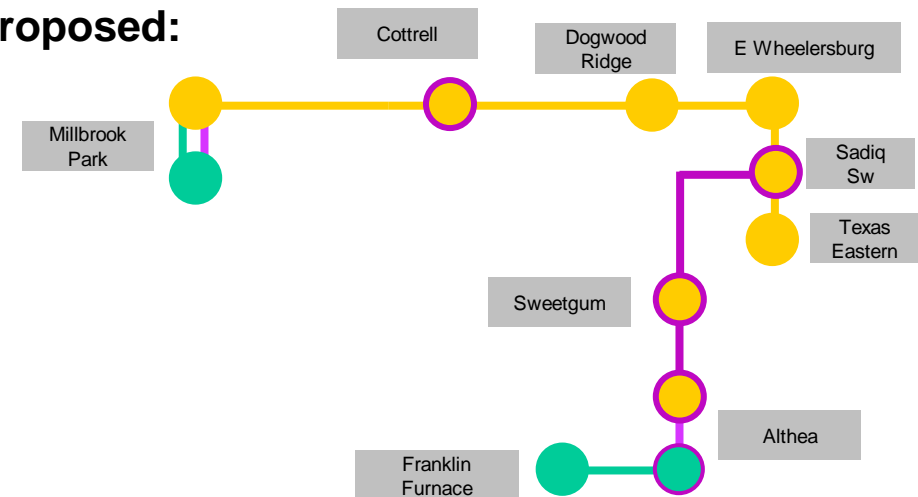 roposed:
Cottrell
Dogwood
Ridge
E Wheelersburg
Millbrook
Park
Sadiq
Sw
Texas
Eastern
Sweetgum
Althea
Franklin
Furnace